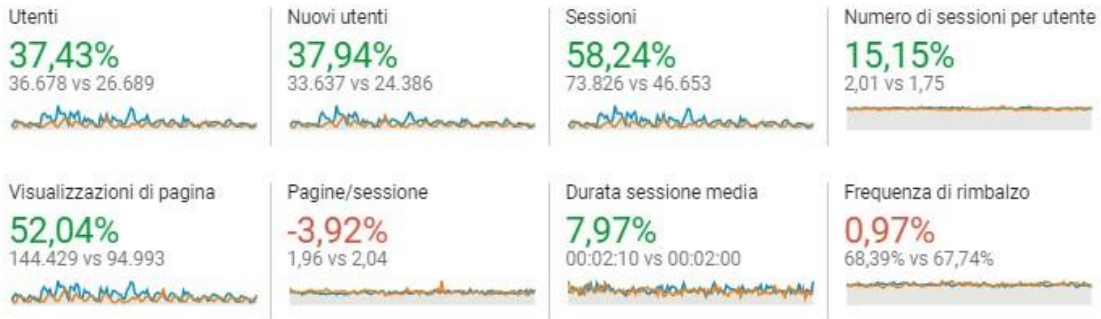 Utenti
37,43%
36.678 vs 26.689
Nuovi utenti
37,94%
33.637 vs 24.386
Sessioni
58,24%
73.826 vs 46.653
Numero di sessioni per utente
15,15%
2,01 vs 1,75
Visualizzazioni di pagina
52,04%
144.429 vs 94.993
Pagine/sessione
-3,92%
1,96 vs 2,04
Durata sessione media
7,97%
00:02:10 vs 00:02:00
Frequenza di rimbalzo
0,97%
68,39% vs 67,74%